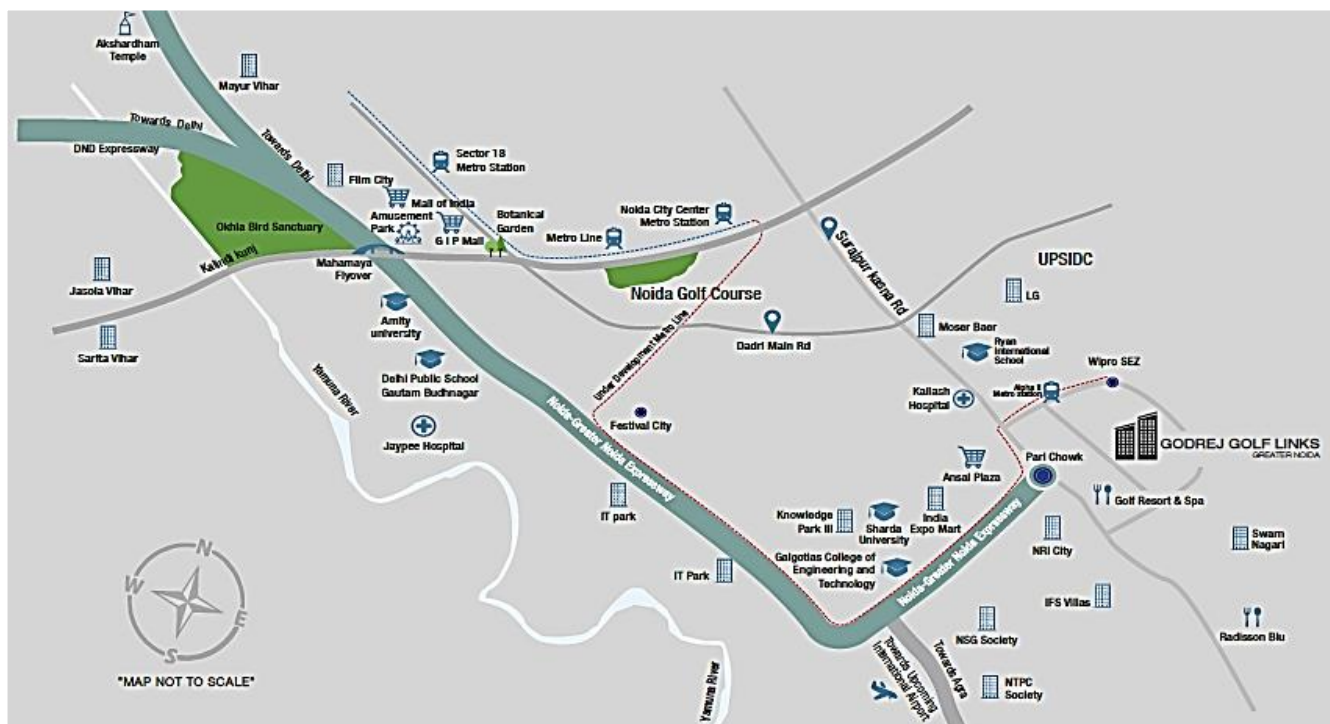 Akshardham
Temple
Mayur Vihar
Towards Delhi
DND Expressway
Towards Delhi
Sector 18
Metro Station
Film City
Mall of India
Amusement
Park
G I P Mall
Botanical
Garden
Noida City Center
Metro Station
Metro Line
Okhla Bird Sanctuary
Kalindi Kunj
Mahamaya
Flyover
Noida Golf Course
Surajpur kasna Rd
UPSIDC
LG
Jasola Vihar
Sarita Vihar
Amity
university
Dadri Main Rd
Moser Baer
Ryan
International
School
Wipro SEZ
Under Development Metro Line
Delhi Public School
Gautam Budhnagar
Yamuna River
Kailash
Hospital
Alpha II
Metro station
Festival City
Jaypee Hospital
Noida-Greater Noida Expressway
GODREJ GOLF LINKS
GREATER NOIDA
Pari Chowk
Ansal Plaza
Golf Resort & Spa
IT park
Knowledge
Park III
Sharda
University
India
Expo Mart
NRI City
Swarn
Nagari
Galgotias College of
Engineering and
Technology
Noida-Greater Noida Expressway
IT Park
IFS Villas
N
W
E
S
NSG Society
Radisson Blu
Towards Upcoming
International Airport
Towards Agra
NTPC
Society
"MAP NOT TO SCALE"
Yamuna River